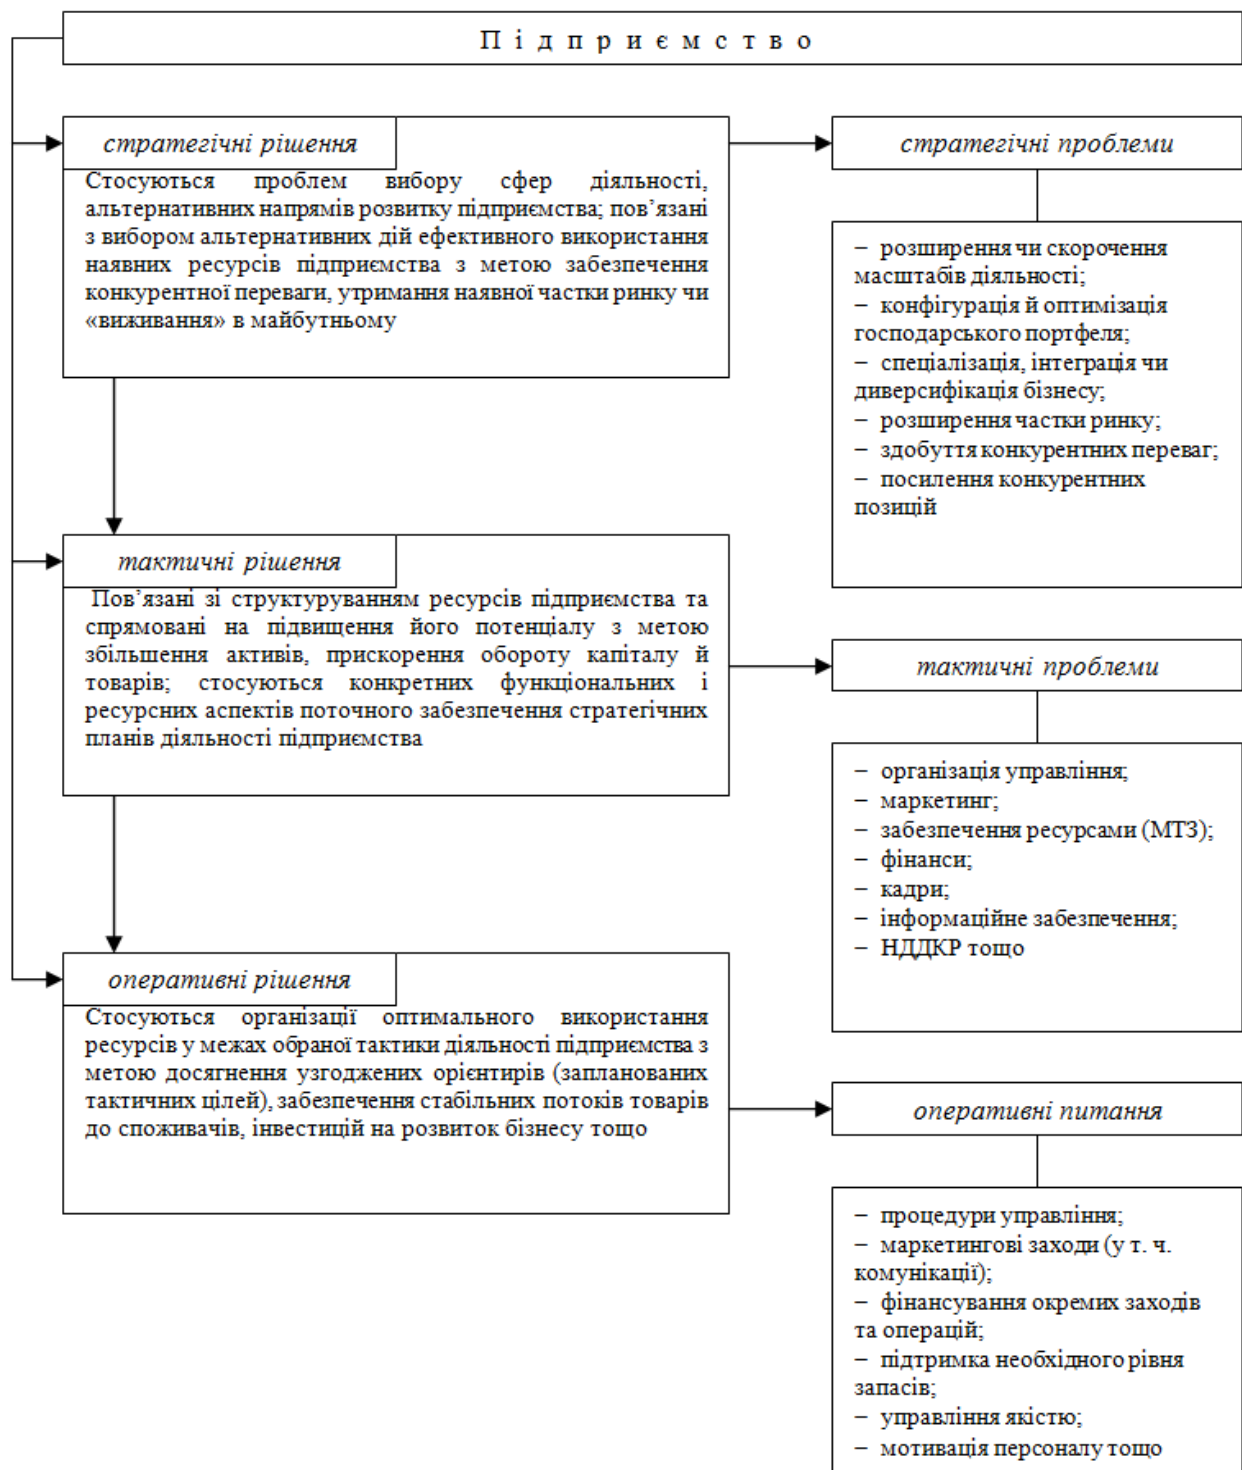 П і д п р и є м с т в о
стратегічні рішення
Стосуються проблем вибору сфер діяльності,
альтернативних напрямів розвитку підприємства; пов’язані
з вибором альтернативних дій ефективного використання
наявних ресурсів підприємства з метою забезпечення
конкурентної переваги, утримання наявної частки ринку чи
«виживання» в майбутньому
стратегічні проблеми
– розширення чи скорочення
масштабів діяльності;
– конфігурація й оптимізація
господарського портфеля;
– спеціалізація, інтеграція чи
диверсифікація бізнесу;
– розширення частки ринку;
– здобуття конкурентних переваг;
– посилення конкурентних
позицій
тактичні рішення
Пов’язані зі структуруванням ресурсів підприємства та
спрямовані на підвищення його потенціалу з метою
збільшення активів, прискорення обороту капіталу й
товарів; стосуються конкретних функціональних і
ресурсних аспектів поточного забезпечення стратегічних
планів діяльності підприємства
тактичні проблеми
– організація управління;
– маркетинг;
– забезпечення ресурсами (МТЗ);
– фінанси;
– кадри;
– інформаційне забезпечення;
– НДДКР тощо
оперативні рішення
Стосуються організації оптимального використання
ресурсів у межах обраної тактики діяльності підприємства з
метою досягнення узгоджених орієнтирів (запланованих
тактичних цілей), забезпечення стабільних потоків товарів
до споживачів, інвестицій на розвиток бізнесу тощо
оперативні питання
– процедури управління;
– маркетингові заходи (у т. ч.
комунікації);
– фінансування окремих заходів
та операцій;
– підтримка необхідного рівня
запасів;
– управління якістю;
– мотивація персоналу тощо